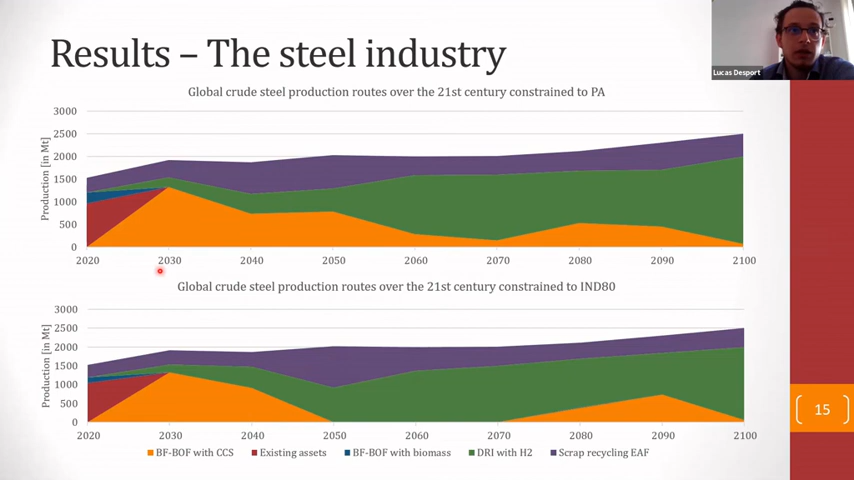 Results – The steel industry
Lucas Desport
Global crude steel production routes over the 21st century constrained to PA
Production [in Mt]
3000
2500
2000
1500
1000
500
0
2020 2030 2040 2050 2060 2070 2080 2090 2100
Global crude steel production routes over the 21st century constrained to IND80
Production [in Mt]
3000
2500
2000
1500
1000
500
0
2020 2030 2040 2050 2060 2070 2080 2090 2100
BF-BOF with CCS Existing assets BF-BOF with biomass DRI with H2 Scrap recycling EAF
15